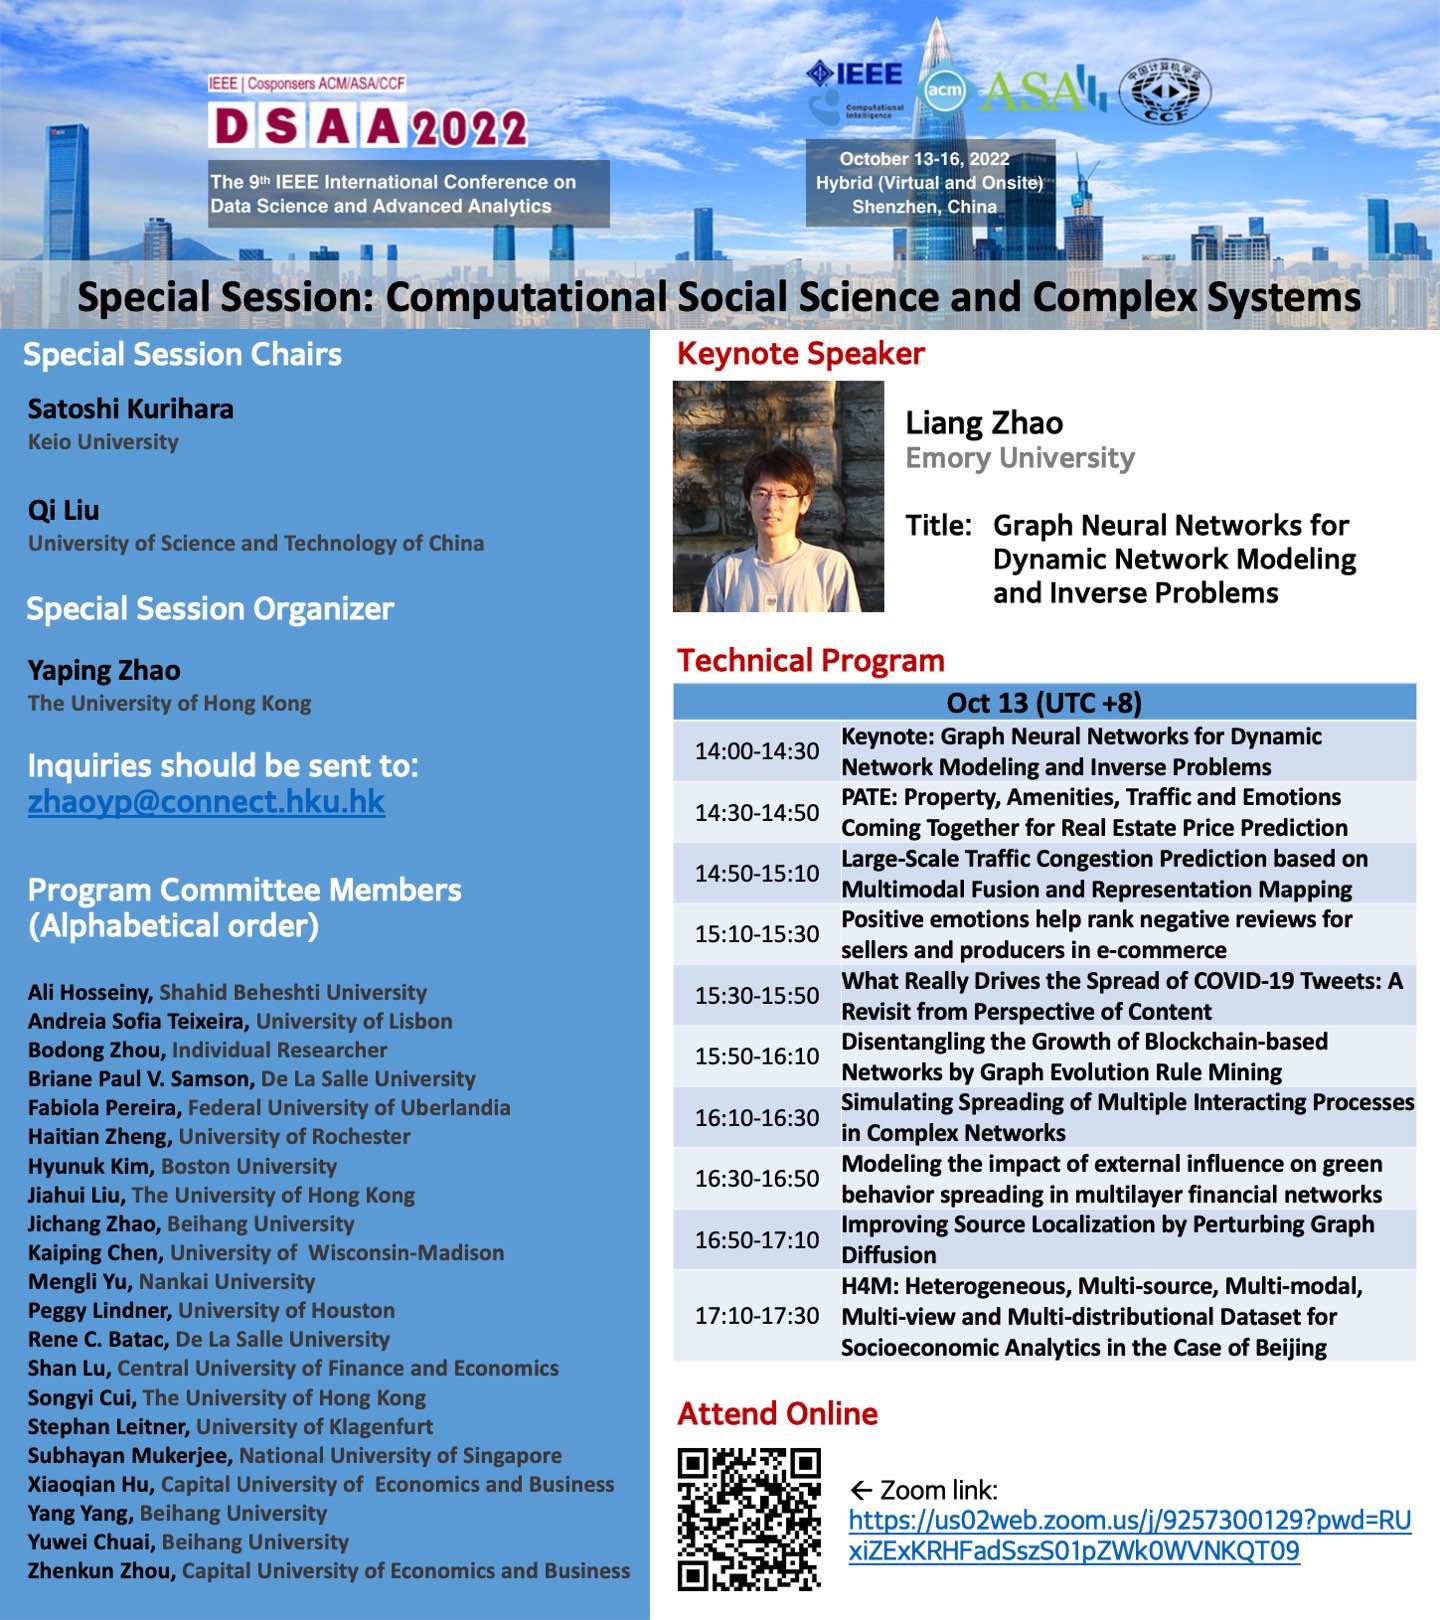 IEEE | Cosponsers ACM/ASA/CCF
DSAA2022
The 9th IEEE International Conference on
Data Science and Advanced Analytics
IEEE
Computational
Intelligence
acm
ASA
中国计算机学会
CCF
October 13-16, 2022
Hybrid (Virtual and Onsite)
Shenzhen, China
Special Session: Computational Social Science and Complex Systems
Special Session Chairs
Satoshi Kurihara
Keio University
Qi Liu
University of Science and Technology of China
Special Session Organizer
Yaping Zhao
The University of Hong Kong
Inquiries should be sent to:
zhaoyp@connect.hku.hk
Program Committee Members
(Alphabetical order)
Ali Hosseiny, Shahid Beheshti University
Andreia Sofia Teixeira, University of Lisbon
Bodong Zhou, Individual Researcher
Briane Paul V. Samson, De La Salle University
Fabiola Pereira, Federal University of Uberlandia
Haitian Zheng, University of Rochester
Hyunuk Kim, Boston University
Jiahui Liu, The University of Hong Kong
Jichang Zhao, Beihang University
Kaiping Chen, University of Wisconsin-Madison
Mengli Yu, Nankai University
Peggy Lindner, University of Houston
Rene C. Batac, De La Salle University
Shan Lu, Central University of Finance and Economics
Songyi Cui, The University of Hong Kong
Stephan Leitner, University of Klagenfurt
Subhayan Mukerjee, National University of Singapore
Xiaoqian Hu, Capital University of Economics and Business
Yang Yang, Beihang University
Yuwei Chuai, Beihang University
Zhenkun Zhou, Capital University of Economics and Business
Keynote Speaker
Liang Zhao
Emory University
Title: Graph Neural Networks for
Dynamic Network Modeling
and Inverse Problems
Technical Program
Oct 13 (UTC +8)
14:00-14:30 Keynote: Graph Neural Networks for Dynamic
Network Modeling and Inverse Problems
14:30-14:50 PATE: Property, Amenities, Traffic and Emotions
Coming Together for Real Estate Price Prediction
14:50-15:10 Large-Scale Traffic Congestion Prediction based on
Multimodal Fusion and Representation Mapping
15:10-15:30 Positive emotions help rank negative reviews for
sellers and producers in e-commerce
15:30-15:50 What Really Drives the Spread of COVID-19 Tweets: A
Revisit from Perspective of Content
15:50-16:10 Disentangling the Growth of Blockchain-based
Networks by Graph Evolution Rule Mining
16:10-16:30 Simulating Spreading of Multiple Interacting Processes
in Complex Networks
16:30-16:50 Modeling the impact of external influence on green
behavior spreading in multilayer financial networks
16:50-17:10 Improving Source Localization by Perturbing Graph
Diffusion
17:10-17:30 H4M: Heterogeneous, Multi-source, Multi-modal,
Multi-view and Multi-distributional Dataset for
Socioeconomic Analytics in the Case of Beijing
Attend Online
← Zoom link:
https://us02web.zoom.us/j/9257300129?pwd=RU
xiZExKRHFadSszS01pZWk0WVNKQT09